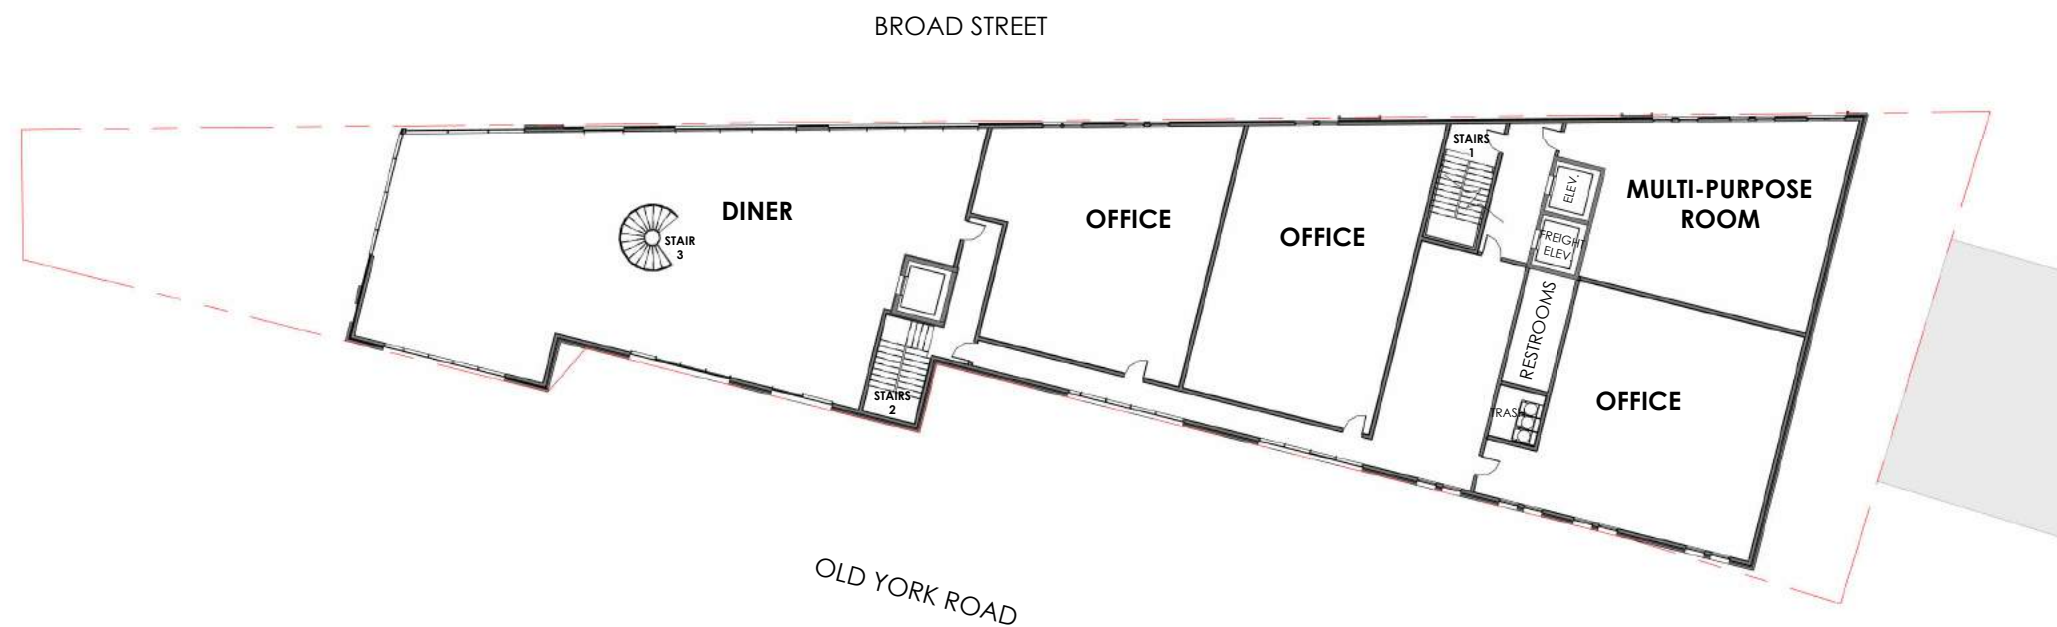 BROAD STREET
STAIRS
1
ELEV.
MULTI-PURPOSE
ROOM
DINER
OFFICE
OFFICE
STAIR
3
FREIGHT
ELEV.
RESTROOMS
STAIRS
2
TRASH
OFFICE
OLD YORK ROAD